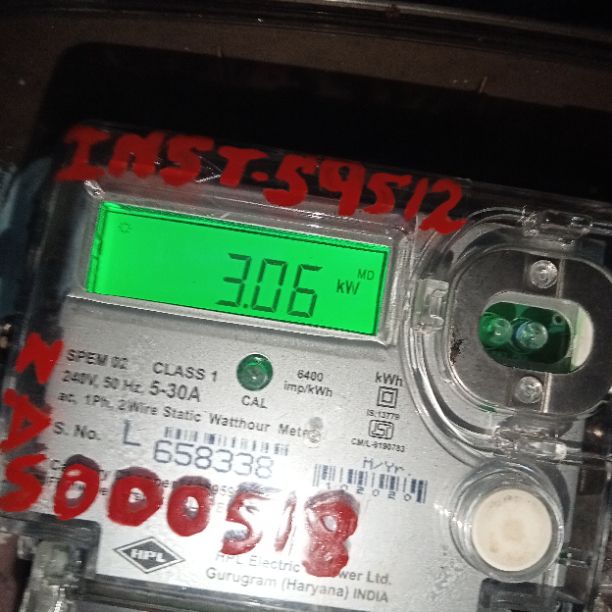 INST-59512
3.06 kW MD
SPEM 02 CLASS 1
240V, 50 Hz, 5-30A
CAL
6400
imp/kWh
kWh
IS:13779
CM/L-9190783
ac, 1Ph, 2Wire Static Watthour Meter
S. No. L 658338
M/Yr.
102020
S000518
HPL
HPL Electric Power Ltd.
Gurugram (Haryana) INDIA